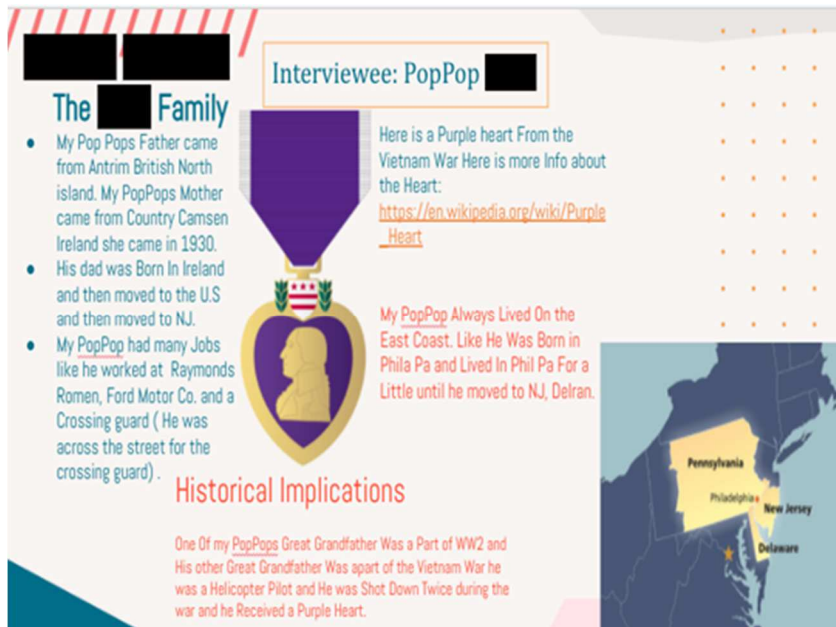 Interviewee: PopPop
The Family
• My Pop Pops Father came
from Antrim British North
island. My PopPops Mother
came from Country Camsen
Ireland she came in 1930.
• His dad was Born In Ireland
and then moved to the U.S
and then moved to NJ.
• My PopPop had many Jobs
like he worked at Raymonds
Romen, Ford Motor Co. and a
Crossing guard ( He was
across the street for the
crossing guard) .
Here is a Purple heart From the
Vietnam War Here is more Info about
the Heart:
https://en.wikipedia.org/wiki/Purple
_Heart
My PopPop Always Lived On the
East Coast. Like He Was Born in
Phila Pa and Lived In Phil Pa For a
Little until he moved to NJ, Delran.
Historical Implications
One Of my PopPops Great Grandfather Was a Part of WW2 and
His other Great Grandfather Was apart of the Vietnam War he
was a Helicopter Pilot and He was Shot Down Twice during the
war and he Received a Purple Heart.
Pennsylvania
Philadelphia
New Jersey
Delaware